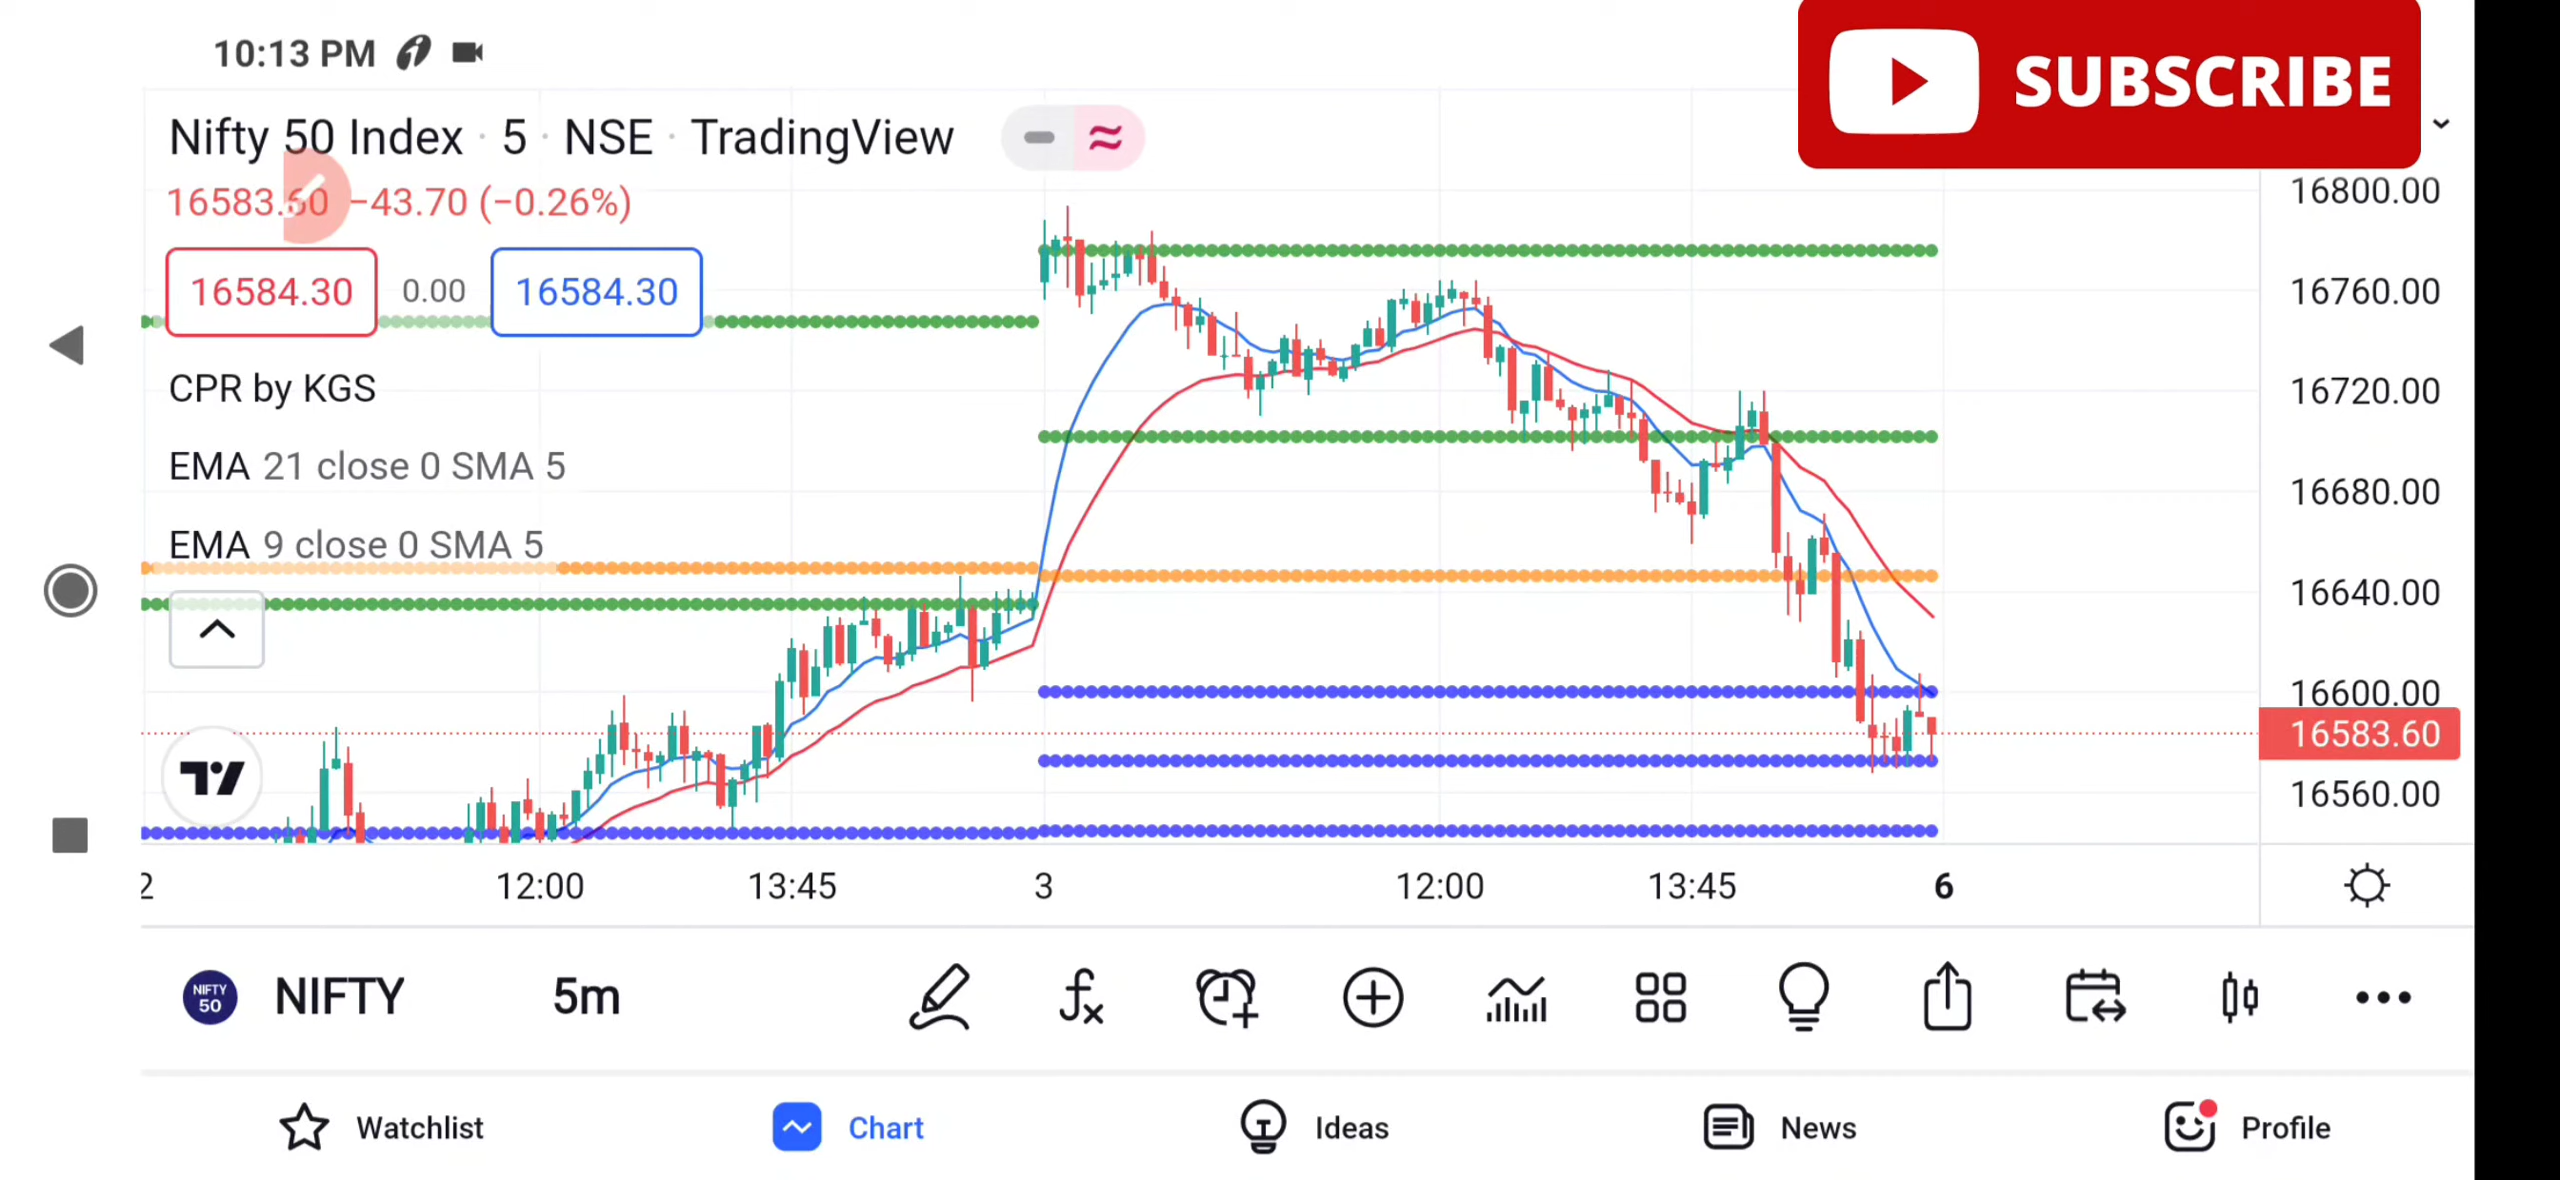 10:13 PM
SUBSCRIBE
Nifty 50 Index · 5 · NSE · TradingView
16583.60 −43.70 (−0.26%)
16584.30 0.00 16584.30
CPR by KGS
EMA 21 close 0 SMA 5
EMA 9 close 0 SMA 5
16800.00
16760.00
16720.00
16680.00
16640.00
16600.00
16583.60
16560.00
2 12:00 13:45 3 12:00 13:45 6
NIFTY 50 NIFTY 5m
Watchlist Chart Ideas News Profile